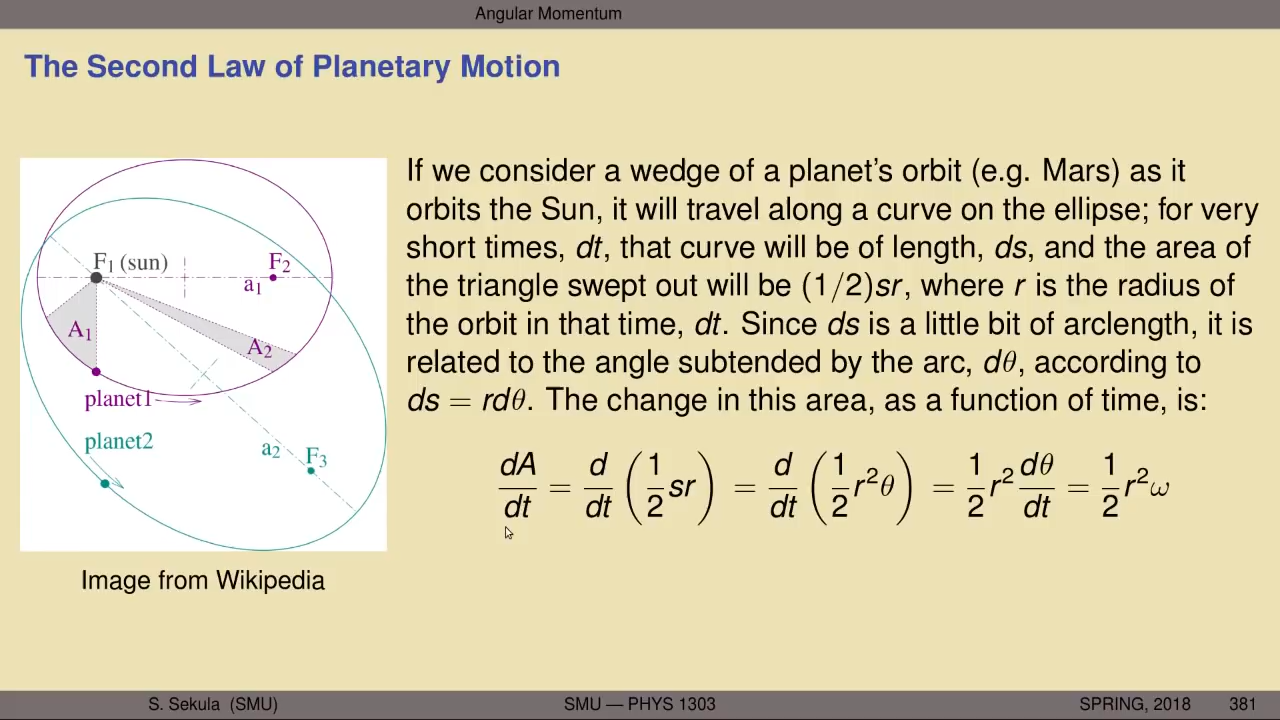 Angular Momentum
The Second Law of Planetary Motion
F1 (sun)
F2
a1
A1
A2
planet1
planet2
a2
F3
Image from Wikipedia
If we consider a wedge of a planet's orbit (e.g. Mars) as it
orbits the Sun, it will travel along a curve on the ellipse; for very
short times, dt, that curve will be of length, ds, and the area of
the triangle swept out will be (1/2)sr, where r is the radius of
the orbit in that time, dt. Since ds is a little bit of arclength, it is
related to the angle subtended by the arc, dθ, according to
ds = rdθ. The change in this area, as a function of time, is:
dA/dt = d/dt (1/2 sr) = d/dt (1/2 r²θ) = 1/2 r² dθ/dt = 1/2 r²ω
S. Sekula (SMU) SMU — PHYS 1303 SPRING, 2018 381